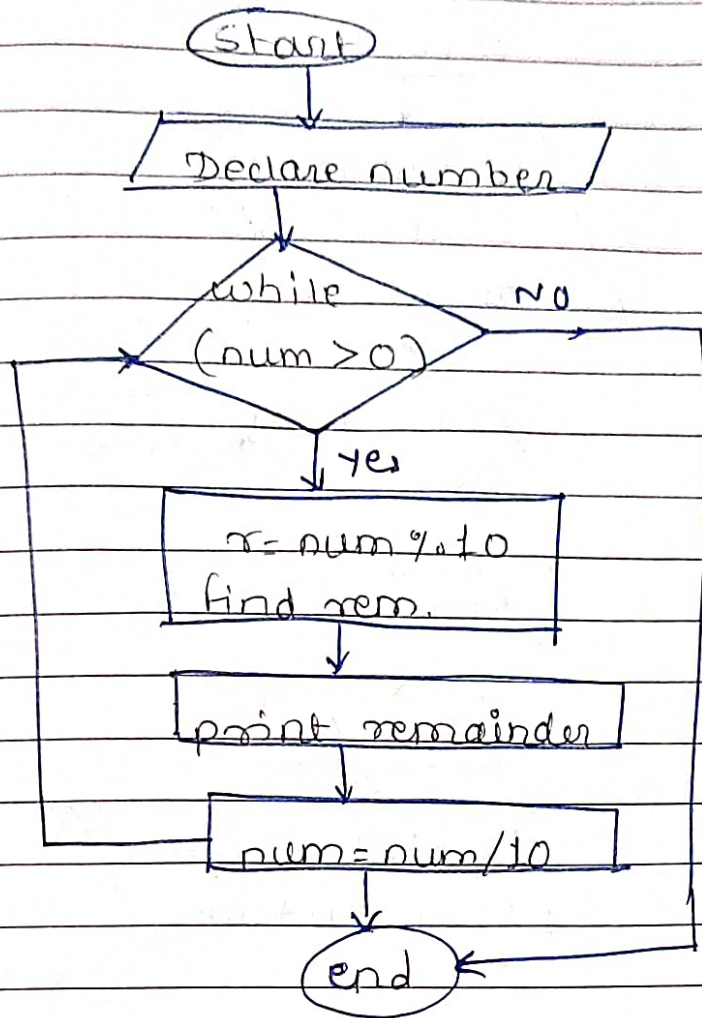 Start
Declare number
while
(num > 0)
NO
yes
r = num % 10
find rem.
print remainder
num = num / 10
end